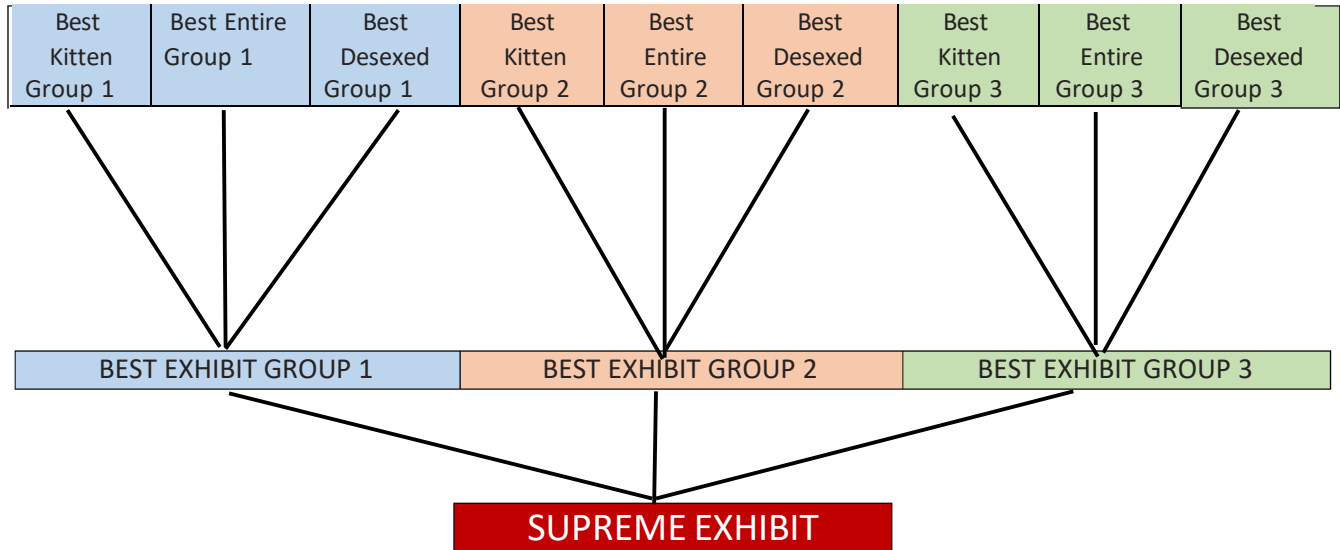 Best
Kitten
Group 1
Best Entire
Group 1
Best
Desexed
Group 1
Best
Kitten
Group 2
Best
Entire
Group 2
Best
Desexed
Group 2
Best
Kitten
Group 3
Best
Entire
Group 3
Best
Desexed
Group 3
BEST EXHIBIT GROUP 1
BEST EXHIBIT GROUP 2
BEST EXHIBIT GROUP 3
SUPREME EXHIBIT